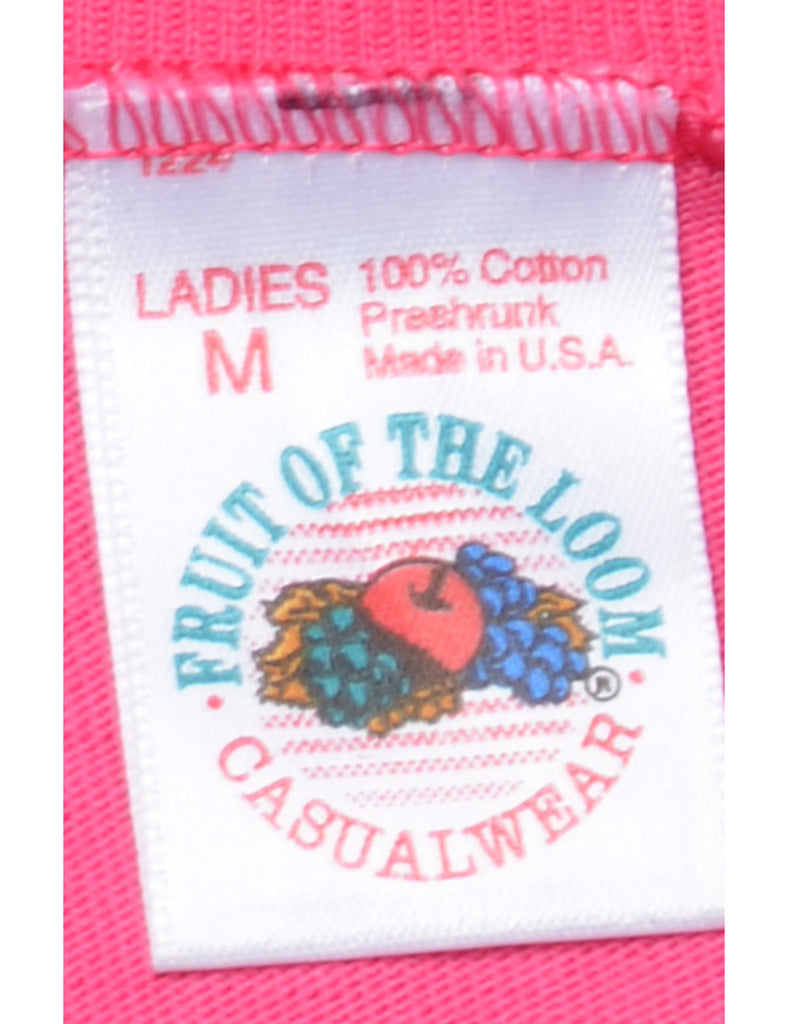 LADIES
M
100% Cotton
Preshrunk
Made in U.S.A.
FRUIT OF THE LOOM
®
CASUALWEAR